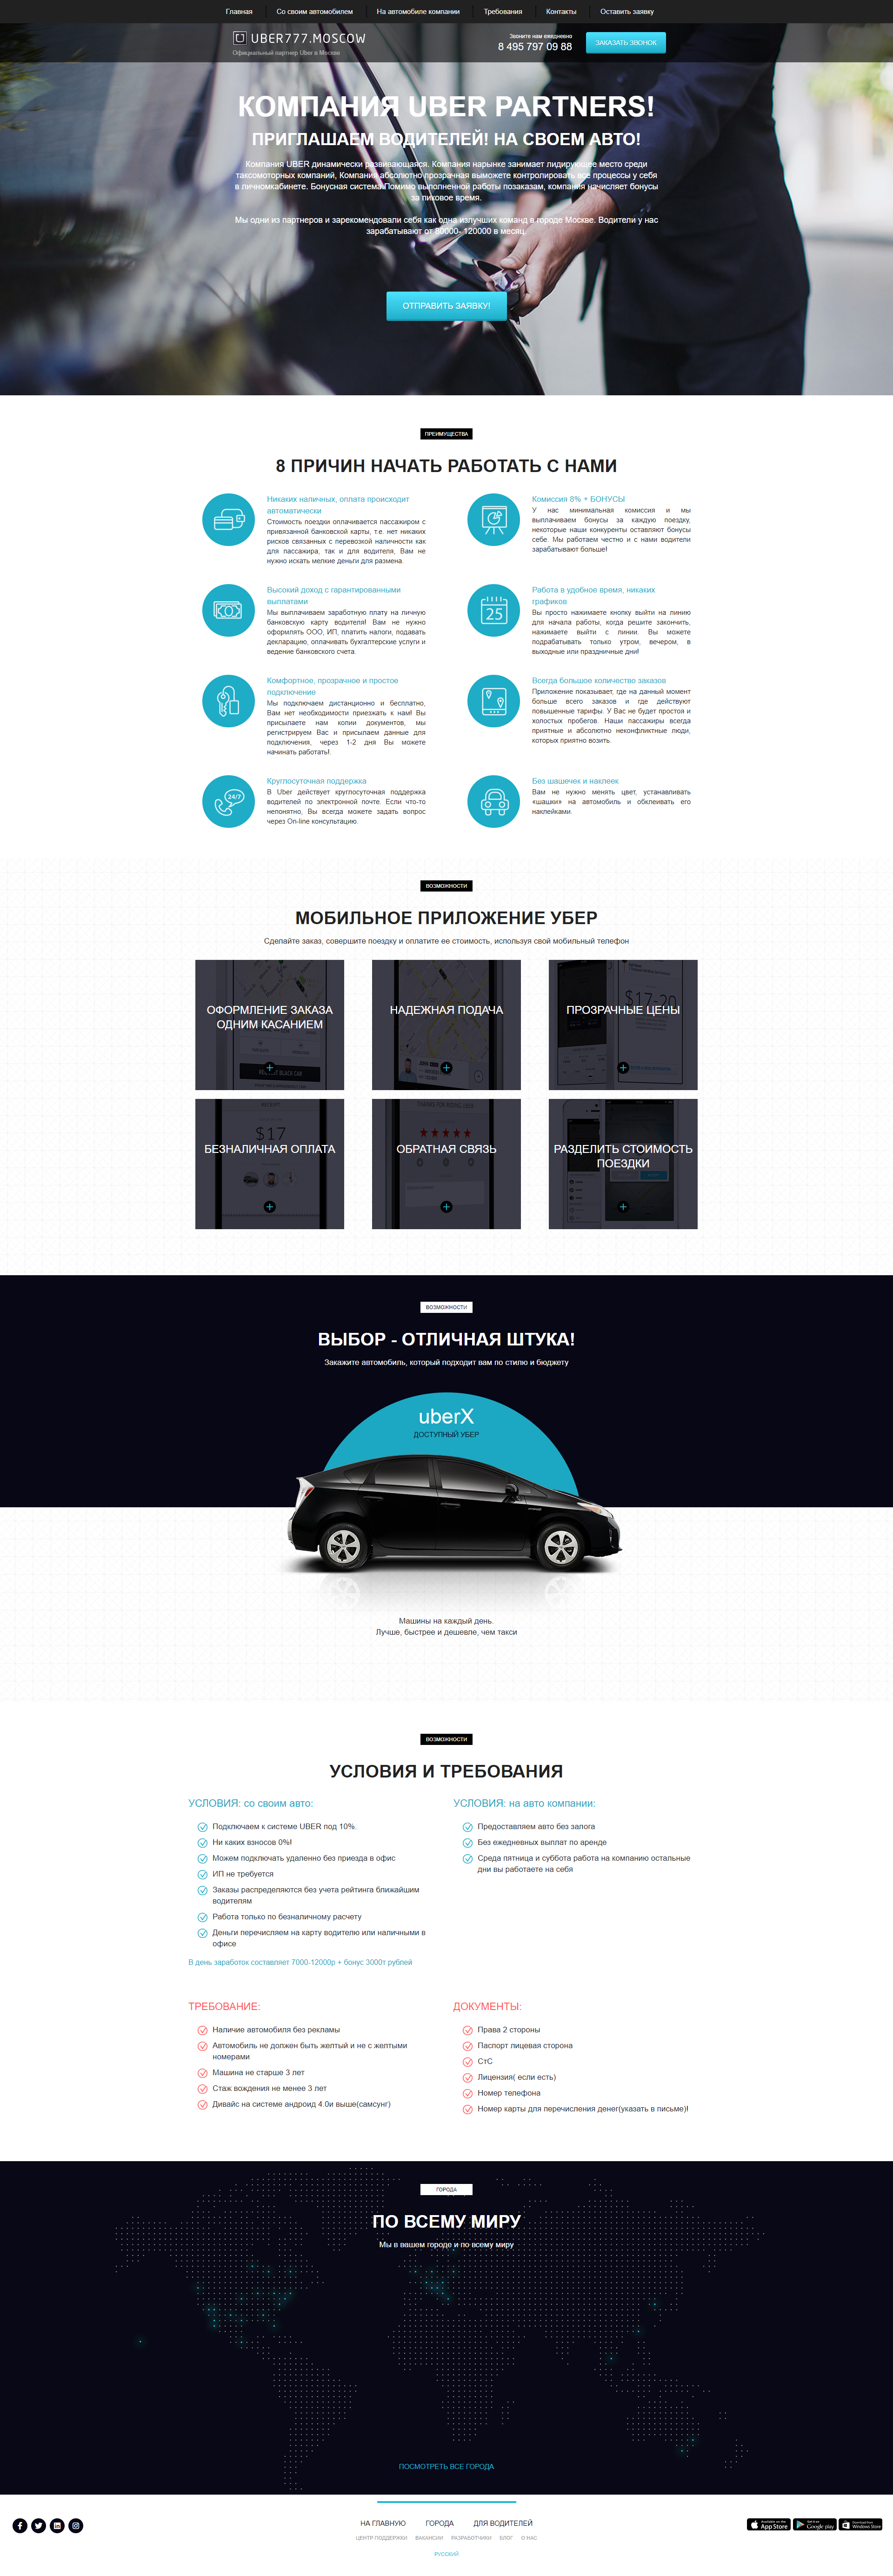 Главная
Со своим автомобилем
На автомобиле компании
Требования
Контакты
Оставить заявку
UBER777.MOSCOW
Официальный партнер Uber в Москве
Звоните нам ежедневно
8 495 797 09 88
ЗАКАЗАТЬ ЗВОНОК
КОМПАНИЯ UBER PARTNERS!
ПРИГЛАШАЕМ ВОДИТЕЛЕЙ! НА СВОЕМ АВТО!
Компания UBER динамически развивающаяся. Компания нарынке занимает лидирующее место среди
таксомоторных компаний, Компания абсолютно прозрачная выможете контролировать все процессы у себя
в личномкабинете. Бонусная система Помимо выполненной работы позаказам, компания начисляет бонусы
за пиковое время.
Мы одни из партнеров и зарекомендовали себя как одна излучших команд в городе Москве. Водители у нас
зарабатывают от 80000- 120000 в месяц.
ОТПРАВИТЬ ЗАЯВКУ!
ПРЕИМУЩЕСТВА
8 ПРИЧИН НАЧАТЬ РАБОТАТЬ С НАМИ
Никаких наличных, оплата происходит
автоматически
Стоимость поездки оплачивается пассажиром с
привязанной банковской карты, т.е. нет никаких
рисков связанных с перевозкой наличности как
для пассажира, так и для водителя, Вам не
нужно искать мелкие деньги для размена.
Комиссия 8% + БОНУСЫ
У нас минимальная комиссия и мы
выплачиваем бонусы за каждую поездку,
некоторые наши конкуренты оставляют бонусы
себе. Мы работаем честно и с нами водители
зарабатывают больше!
Высокий доход с гарантированными
выплатами
Мы выплачиваем заработную плату на личную
банковскую карту водителя! Вам не нужно
оформлять ООО, ИП, платить налоги, подавать
декларацию, оплачивать бухгалтерские услуги и
ведение банковского счета.
25
Работа в удобное время, никаких
графиков
Вы просто нажимаете кнопку выйти на линию
для начала работы, когда решите закончить,
нажимаете выйти с линии. Вы можете
подрабатывать только утром, вечером, в
выходные или праздничные дни!
Комфортное, прозрачное и простое
подключение
Мы подключаем дистанционно и бесплатно,
Вам нет необходимости приезжать к нам! Вы
присылаете нам копии документов, мы
регистрируем Вас и присылаем данные для
подключения, через 1-2 дня Вы можете
начинать работать!.
Всегда большое количество заказов
Приложение показывает, где на данный момент
больше всего заказов и где действуют
повышенные тарифы. У Вас не будет простоя и
холостых пробегов. Наши пассажиры всегда
приятные и абсолютно неконфликтные люди,
которых приятно возить.
24/7
Круглосуточная поддержка
В Uber действует круглосуточная поддержка
водителей по электронной почте. Если что-то
непонятно, Вы всегда можете задать вопрос
через On-line консультацию.
Без шашечек и наклеек
Вам не нужно менять цвет, устанавливать
«шашки» на автомобиль и обклеивать его
наклейками.
ВОЗМОЖНОСТИ
МОБИЛЬНОЕ ПРИЛОЖЕНИЕ УБЕР
Сделайте заказ, совершите поездку и оплатите ее стоимость, используя свой мобильный телефон
ОФОРМЛЕНИЕ ЗАКАЗА
ОДНИМ КАСАНИЕМ
НАДЕЖНАЯ ПОДАЧА
$17-20
ПРОЗРАЧНЫЕ ЦЕНЫ
$17
БЕЗНАЛИЧНАЯ ОПЛАТА
ОБРАТНАЯ СВЯЗЬ
РАЗДЕЛИТЬ СТОИМОСТЬ
ПОЕЗДКИ
ВОЗМОЖНОСТИ
ВЫБОР - ОТЛИЧНАЯ ШТУКА!
Закажите автомобиль, который подходит вам по стилю и бюджету
uberX
ДОСТУПНЫЙ УБЕР
Машины на каждый день.
Лучше, быстрее и дешевле, чем такси
ВОЗМОЖНОСТИ
УСЛОВИЯ И ТРЕБОВАНИЯ
УСЛОВИЯ: со своим авто:
Подключаем к системе UBER под 10%.
Ни каких взносов 0%!
Можем подключать удаленно без приезда в офис
ИП не требуется
Заказы распределяются без учета рейтинга ближайшим
водителям
Работа только по безналичному расчету
Деньги перечисляем на карту водителю или наличными в
офисе
В день заработок составляет 7000-12000р + бонус 3000т рублей
УСЛОВИЯ: на авто компании:
Предоставляем авто без залога
Без ежедневных выплат по аренде
Среда пятница и суббота работа на компанию остальные
дни вы работаете на себя
ТРЕБОВАНИЕ:
Наличие автомобиля без рекламы
Автомобиль не должен быть желтый и не с желтыми
номерами
Машина не старше 3 лет
Стаж вождения не менее 3 лет
Дивайс на системе андроид 4.0и выше(самсунг)
ДОКУМЕНТЫ:
Права 2 стороны
Паспорт лицевая сторона
СтС
Лицензия( если есть)
Номер телефона
Номер карты для перечисления денег(указать в письме)!
ГОРОДА
ПО ВСЕМУ МИРУ
Мы в вашем городе и по всему миру
ПОСМОТРЕТЬ ВСЕ ГОРОДА
НА ГЛАВНУЮ
ГОРОДА
ДЛЯ ВОДИТЕЛЕЙ
ЦЕНТР ПОДДЕРЖКИ
ВАКАНСИИ
РАЗРАБОТЧИКИ
БЛОГ
О НАС
РУССКИЙ
Available on the
App Store
Get it on
Google play
Download from
Windows Store